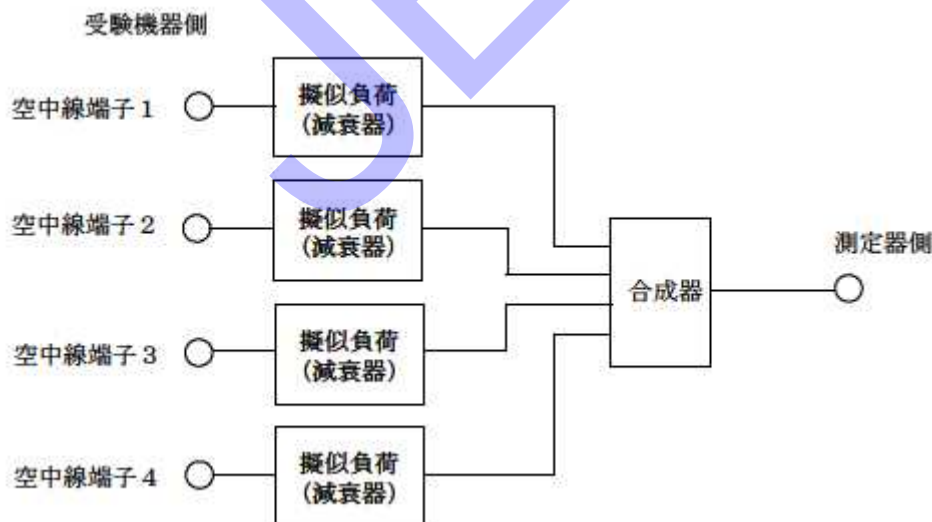 受験機器側
空中線端子 1
擬似負荷
(減衰器)
空中線端子 2
擬似負荷
(減衰器)
合成器
測定器側
空中線端子 3
擬似負荷
(減衰器)
空中線端子 4
擬似負荷
(減衰器)